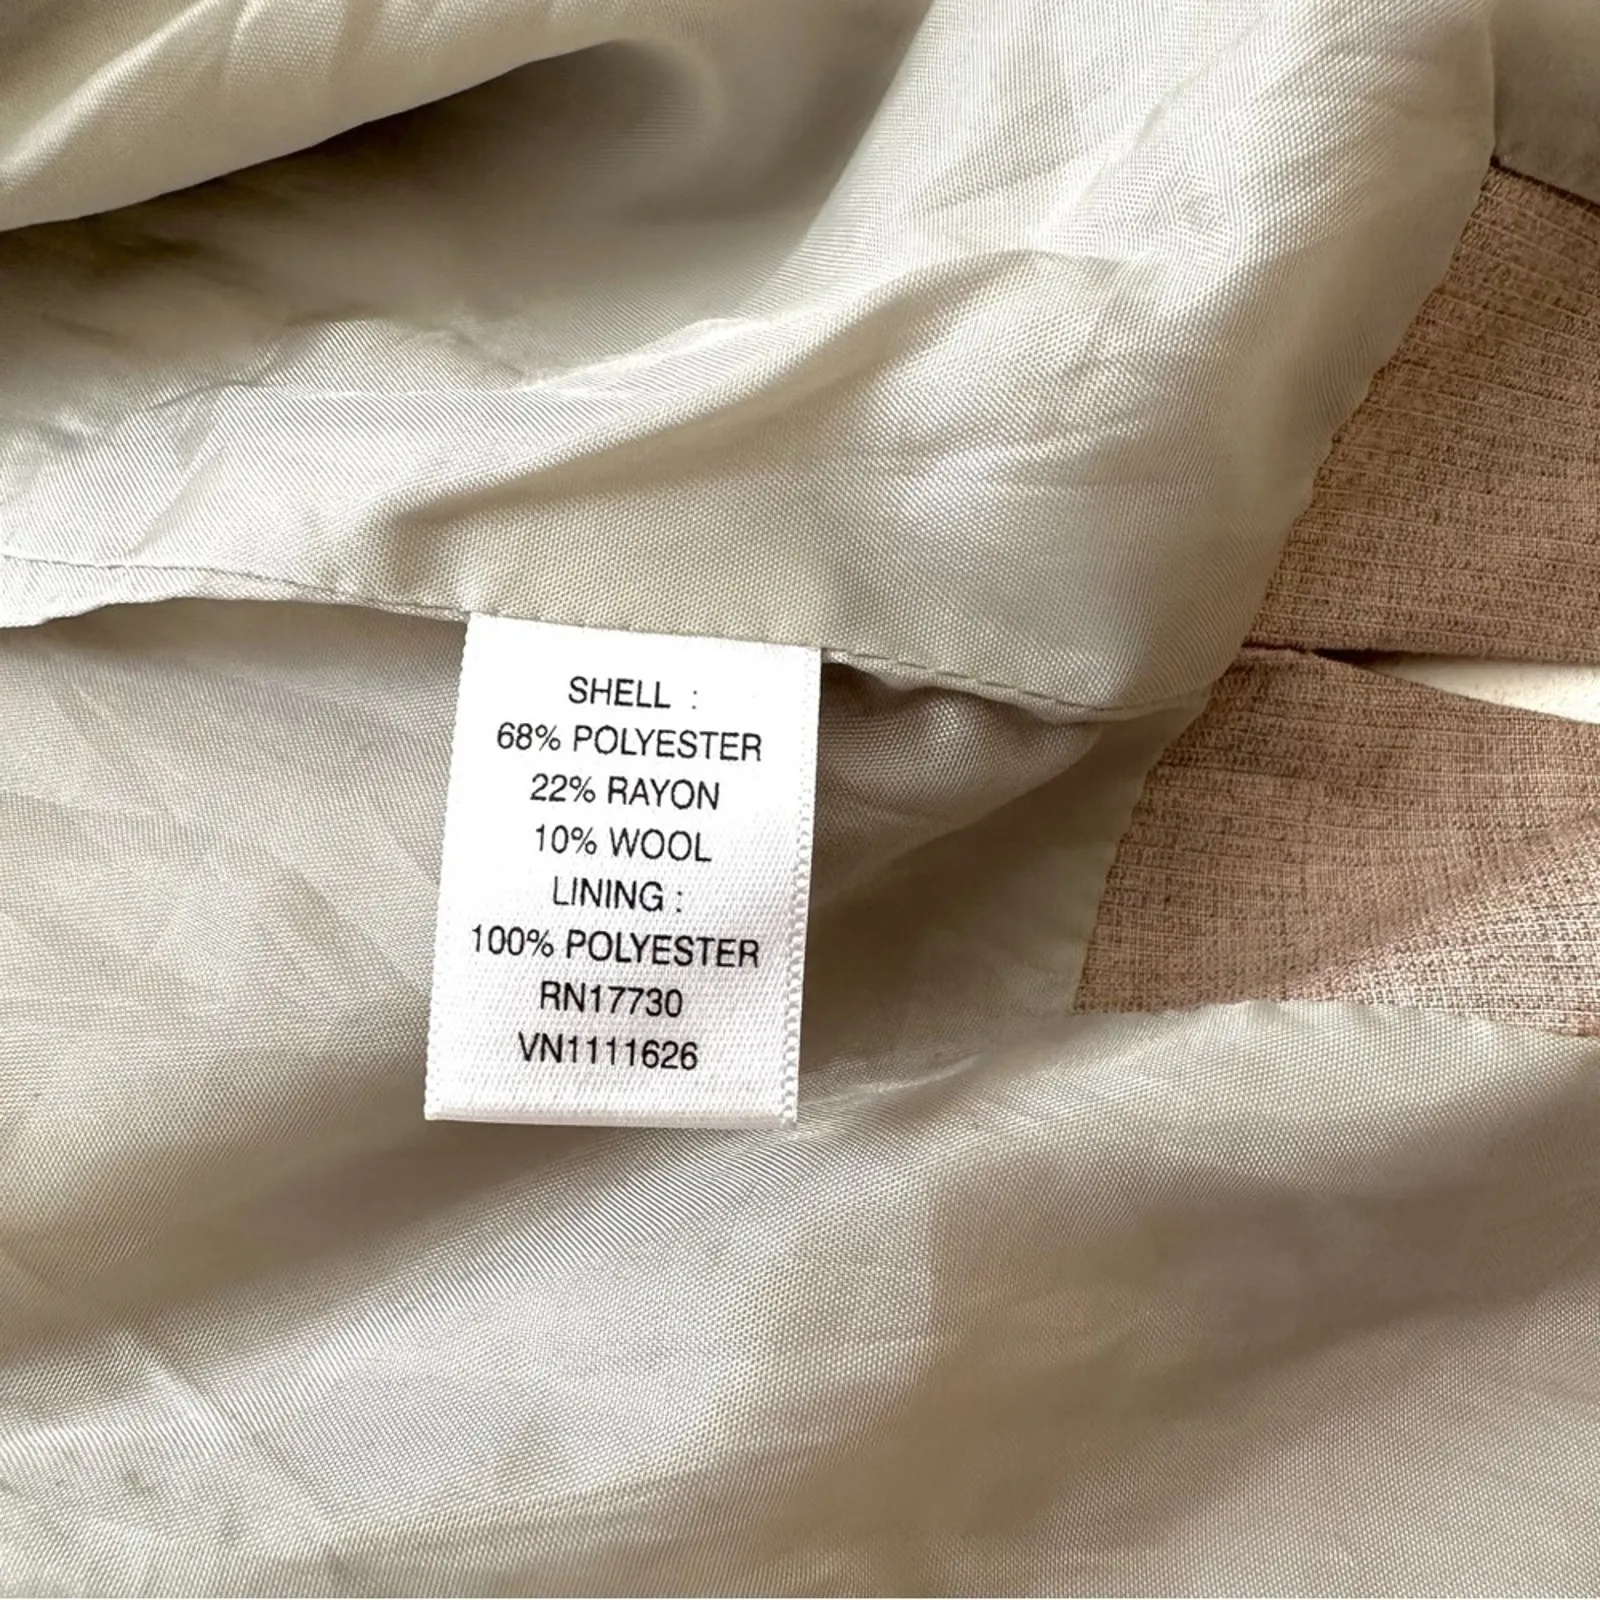 SHELL :
68% POLYESTER
22% RAYON
10% WOOL
LINING :
100% POLYESTER
RN17730
VN1111626